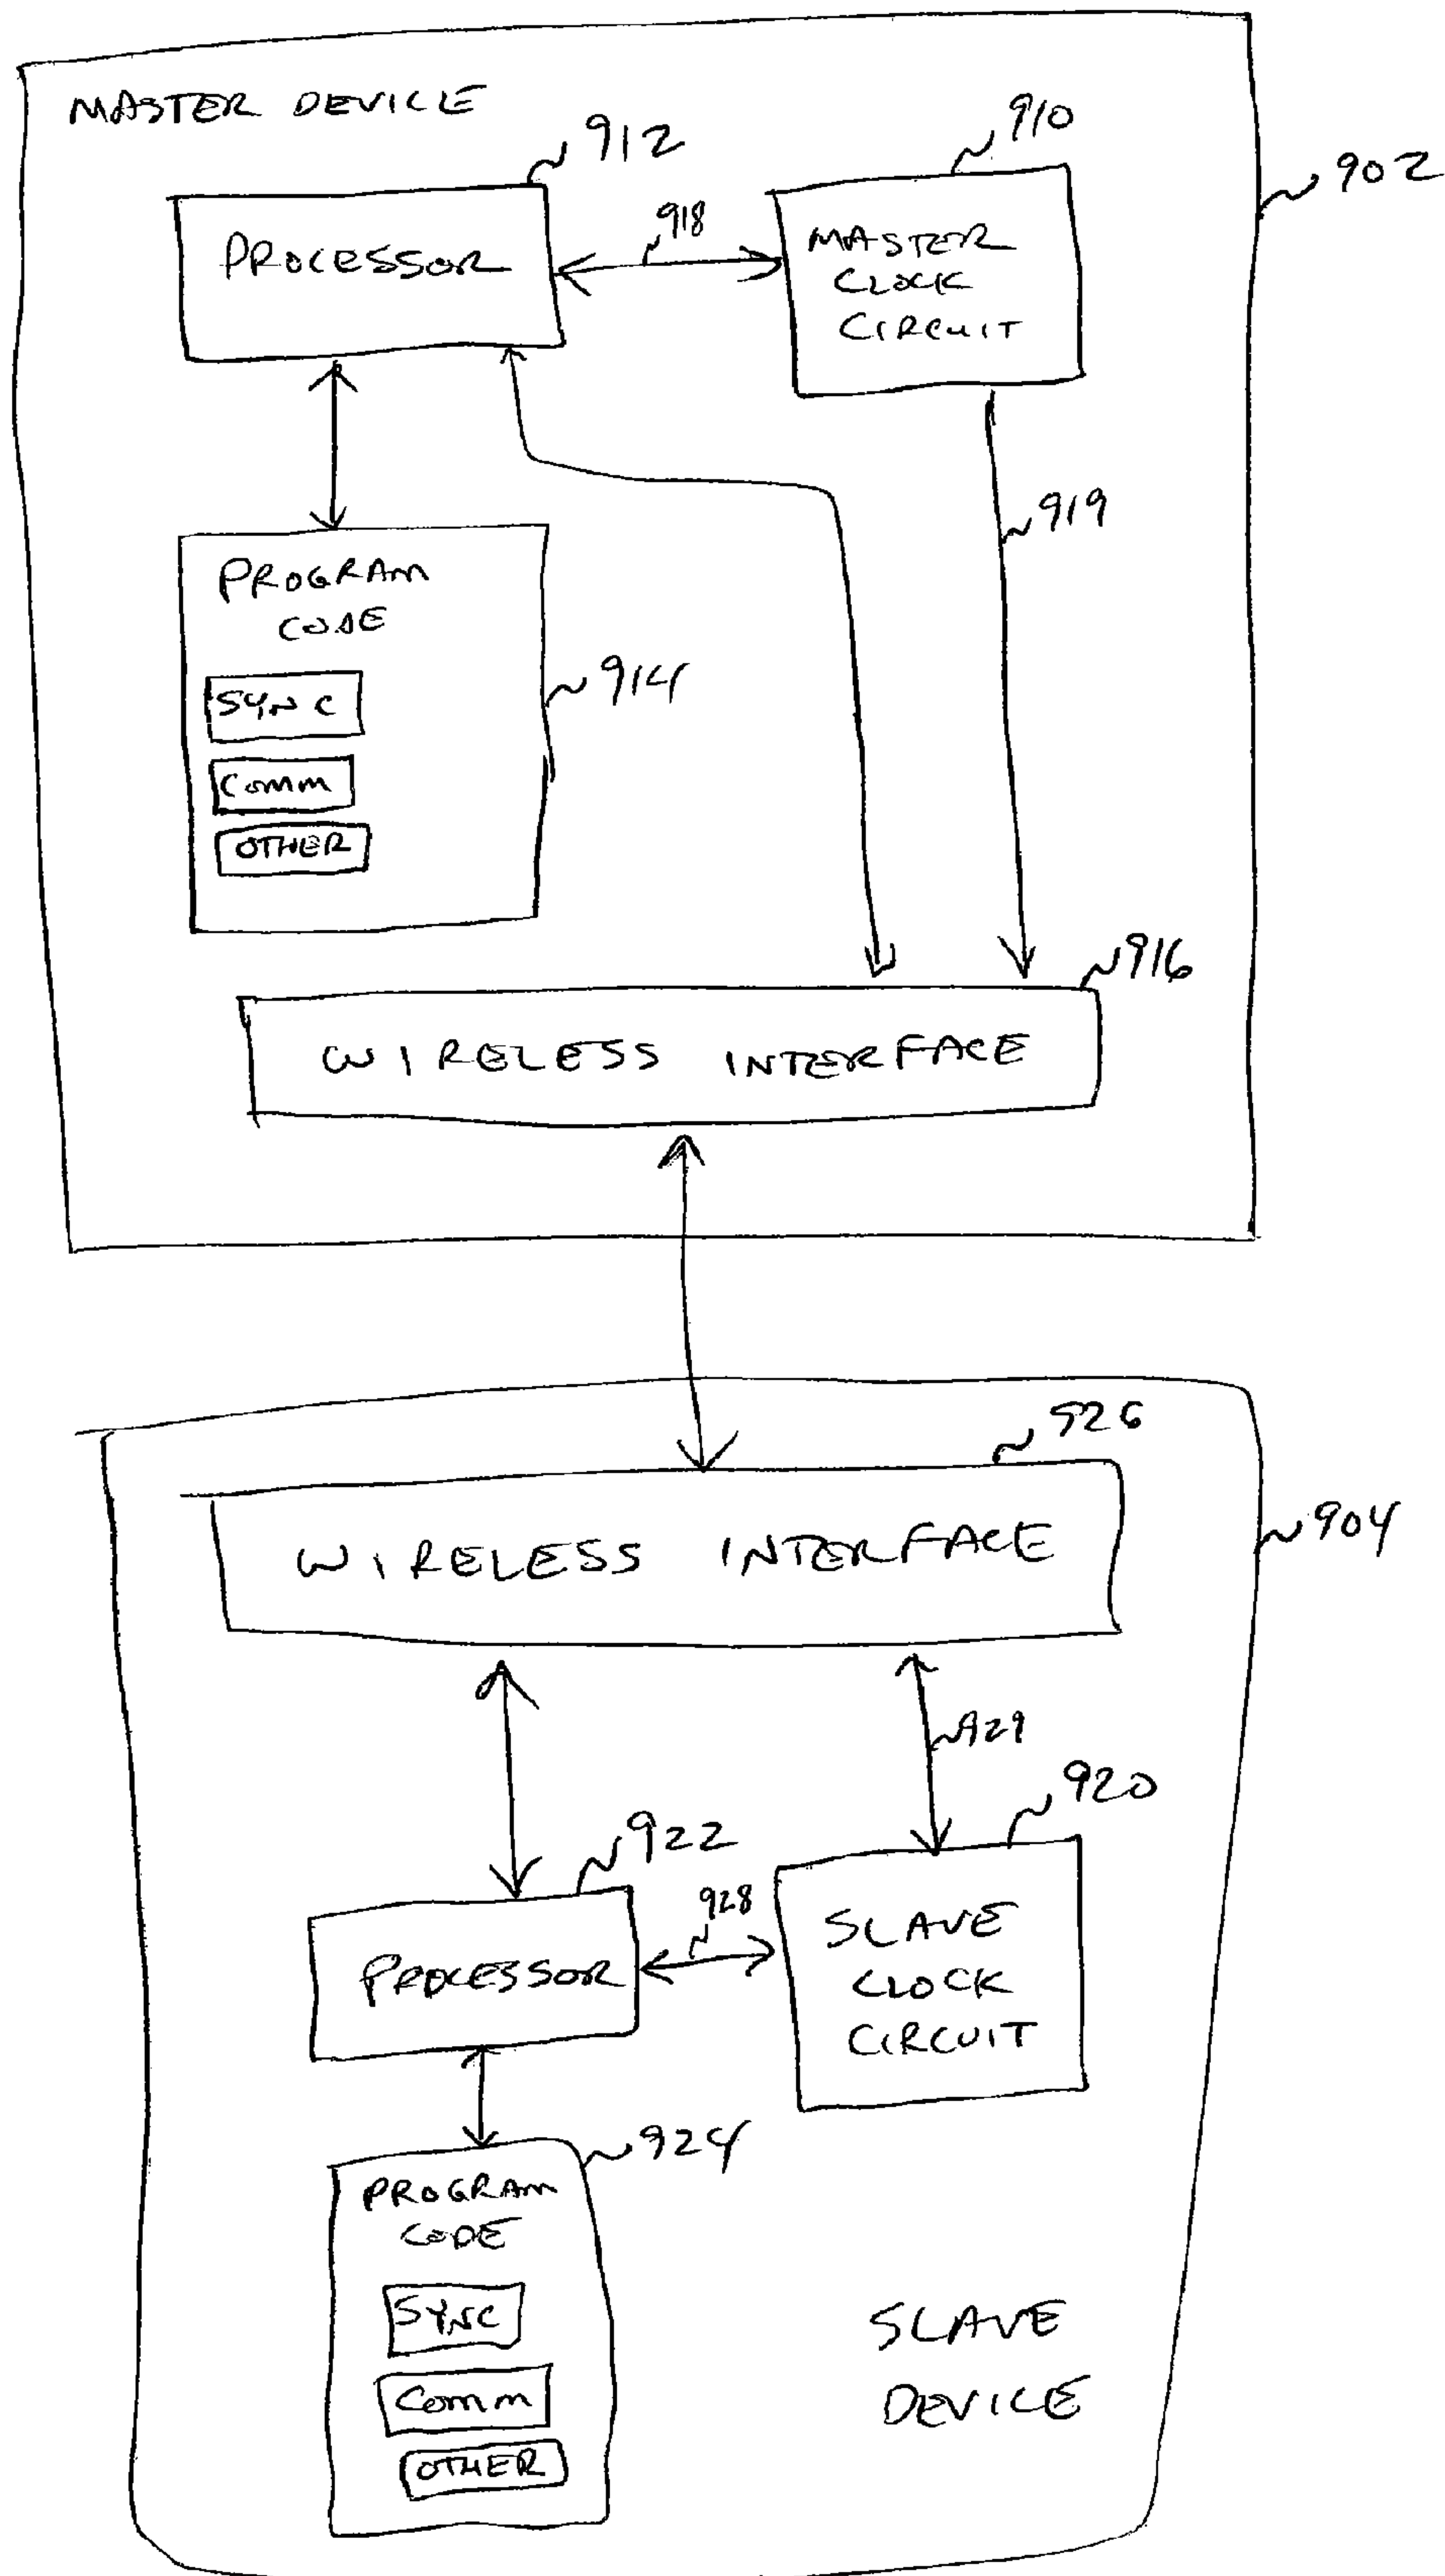 MASTER DEVICE
912
910
902
918
PROCESSOR
MASTER
CLOCK
CIRCUIT
919
PROGRAM
CODE
914
SYNC
Comm
OTHER
916
WIRELESS INTERFACE
926
904
WIRELESS INTERFACE
929
920
922
928
SLAVE
CLOCK
CIRCUIT
PROCESSOR
924
PROGRAM
CODE
SYNC
Comm
OTHER
SLAVE
DEVICE